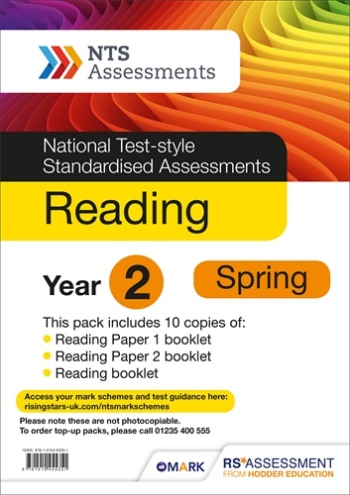 NTS
Assessments
National Test-style
Standardised Assessments
Reading
Year 2
Spring
This pack includes 10 copies of:
• Reading Paper 1 booklet
• Reading Paper 2 booklet
• Reading booklet
Access your mark schemes and test guidance here:
risingstars-uk.com/ntsmarkschemes
Please note these are not photocopiable.
To order top-up packs, please call 01235 400 555
MARK
RS ASSESSMENT
FROM HODDER EDUCATION